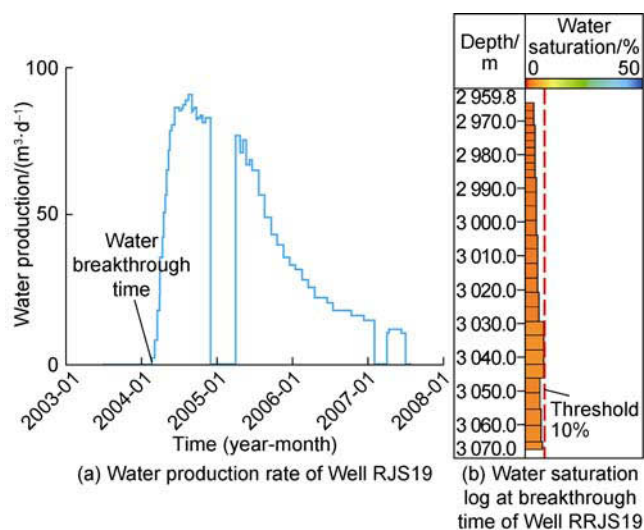 100
50
0
Water production/(m³·d⁻¹)
Water
breakthrough
time
2003-01
2004-01
2005-01
2006-01
2007-01
2008-01
Time (year-month)
(a) Water production rate of Well RJS19
Depth/
m
Water
saturation/%
0 50
2 959.8
2 970.0
2 980.0
2 990.0
3 000.0
3 010.0
3 020.0
3 030.0
3 040.0
3 050.0
3 060.0
3 070.0
Threshold
10%
(b) Water saturation
log at breakthrough
time of Well RRJS19